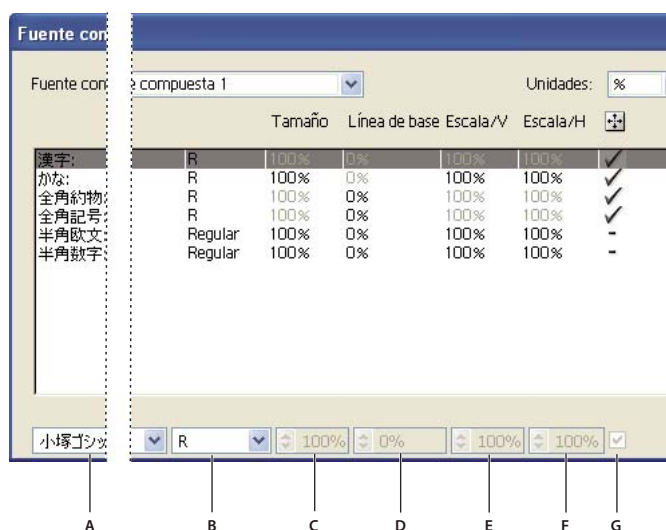 Fuente con
Fuente con e compuesta 1 Unidades: %
Tamaño Línea de base Escala/V Escala/H
漢字: R 100% 0% 100% 100%
かな: R 100% 0% 100% 100%
全角約物: R 100% 0% 100% 100%
全角記号: R 100% 0% 100% 100%
半角欧文: Regular 100% 0% 100% 100% -
半角数字: Regular 100% 0% 100% 100% -
小塚ゴシッ R 100% 0% 100% 100%
A B C D E F G